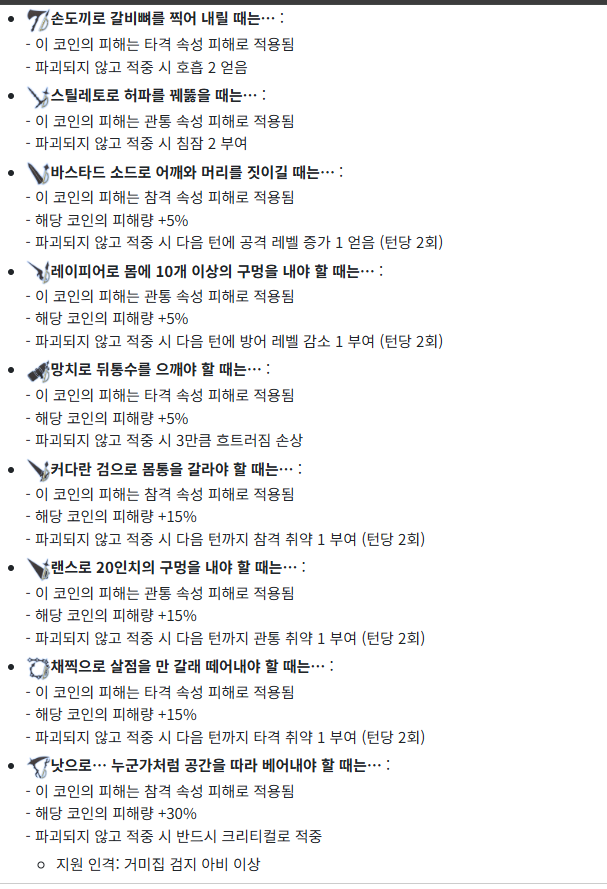 손도끼로 갈비뼈를 찍어 내릴 때는… :
- 이 코인의 피해는 타격 속성 피해로 적용됨
- 파괴되지 않고 적중 시 호흡 2 얻음
스틸레토로 허파를 꿰뚫을 때는… :
- 이 코인의 피해는 관통 속성 피해로 적용됨
- 파괴되지 않고 적중 시 침잠 2 부여
바스타드 소드로 어깨와 머리를 짓이길 때는… :
- 이 코인의 피해는 참격 속성 피해로 적용됨
- 해당 코인의 피해량 +5%
- 파괴되지 않고 적중 시 다음 턴에 공격 레벨 증가 1 얻음 (턴당 2회)
레이피어로 몸에 10개 이상의 구멍을 내야 할 때는… :
- 이 코인의 피해는 관통 속성 피해로 적용됨
- 해당 코인의 피해량 +5%
- 파괴되지 않고 적중 시 다음 턴에 방어 레벨 감소 1 부여 (턴당 2회)
망치로 뒤통수를 으깨야 할 때는… :
- 이 코인의 피해는 타격 속성 피해로 적용됨
- 해당 코인의 피해량 +5%
- 파괴되지 않고 적중 시 3만큼 흐트러짐 손상
커다란 검으로 몸통을 갈라야 할 때는… :
- 이 코인의 피해는 참격 속성 피해로 적용됨
- 해당 코인의 피해량 +15%
- 파괴되지 않고 적중 시 다음 턴까지 참격 취약 1 부여 (턴당 2회)
랜스로 20인치의 구멍을 내야 할 때는… :
- 이 코인의 피해는 관통 속성 피해로 적용됨
- 해당 코인의 피해량 +15%
- 파괴되지 않고 적중 시 다음 턴까지 관통 취약 1 부여 (턴당 2회)
채찍으로 살점을 만 갈래 떼어내야 할 때는… :
- 이 코인의 피해는 타격 속성 피해로 적용됨
- 해당 코인의 피해량 +15%
- 파괴되지 않고 적중 시 다음 턴까지 타격 취약 1 부여 (턴당 2회)
낫으로… 누군가처럼 공간을 따라 베어내야 할 때는… :
- 이 코인의 피해는 참격 속성 피해로 적용됨
- 해당 코인의 피해량 +30%
- 파괴되지 않고 적중 시 반드시 크리티컬로 적중
지원 인격: 거미집 검지 아비 이상